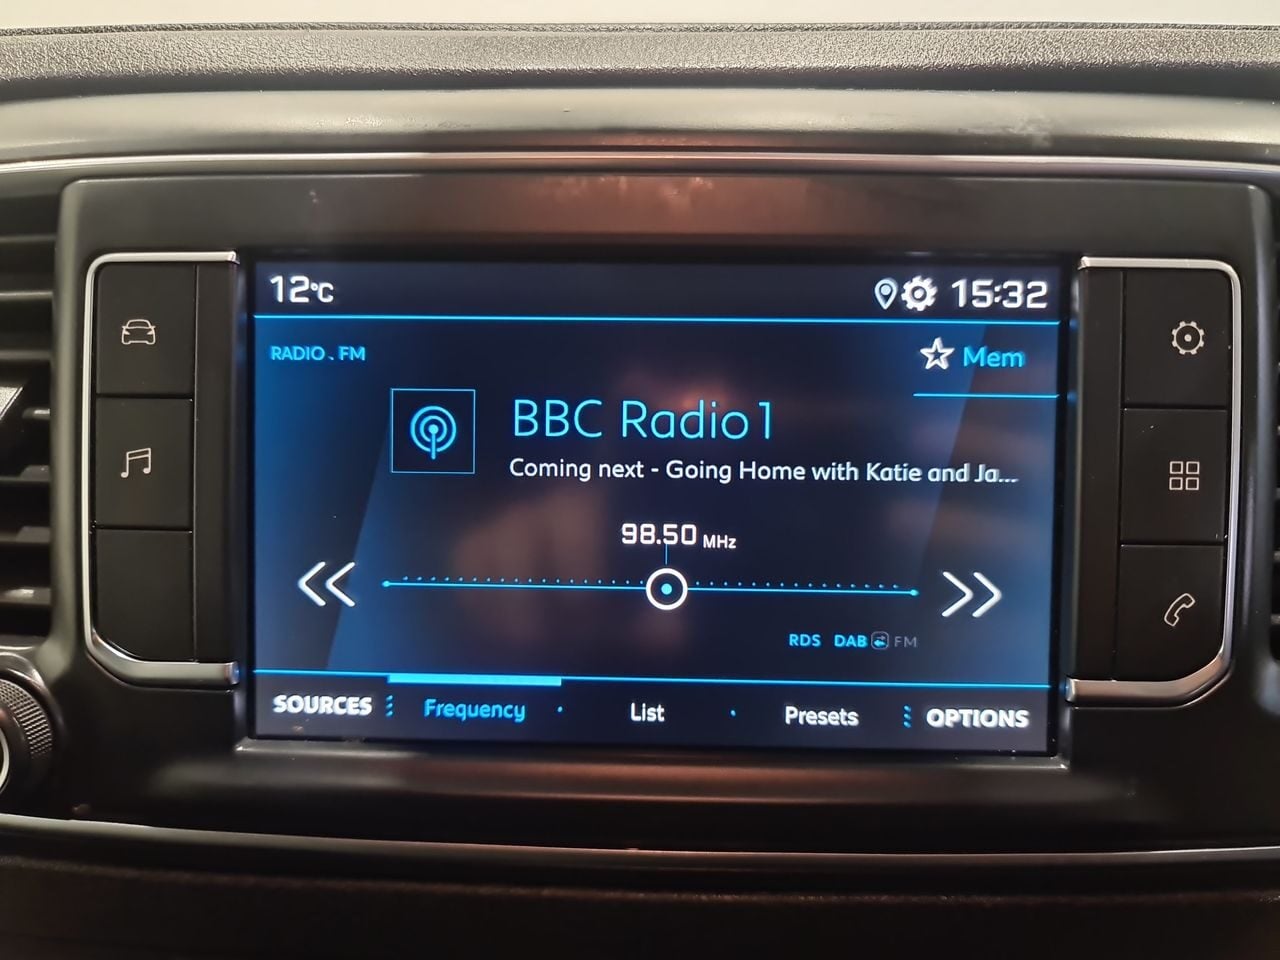 12°C
15:32
RADIO . FM
Mem
BBC Radio 1
Coming next - Going Home with Katie and Ja...
98.50 MHz
RDS DAB FM
SOURCES Frequency List Presets OPTIONS